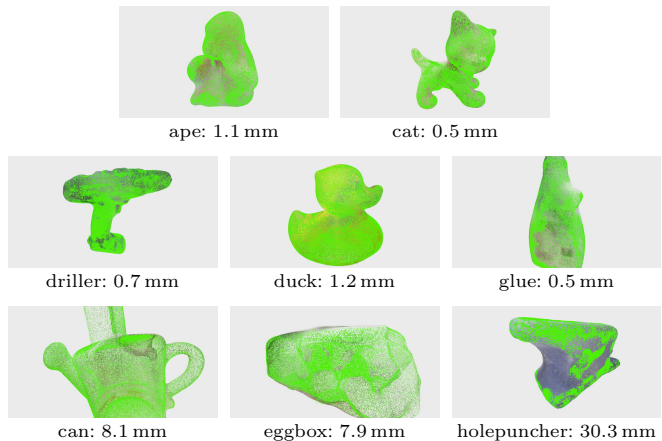 ape: 1.1 mm
cat: 0.5 mm
driller: 0.7 mm
duck: 1.2 mm
glue: 0.5 mm
can: 8.1 mm
eggbox: 7.9 mm
holepuncher: 30.3 mm